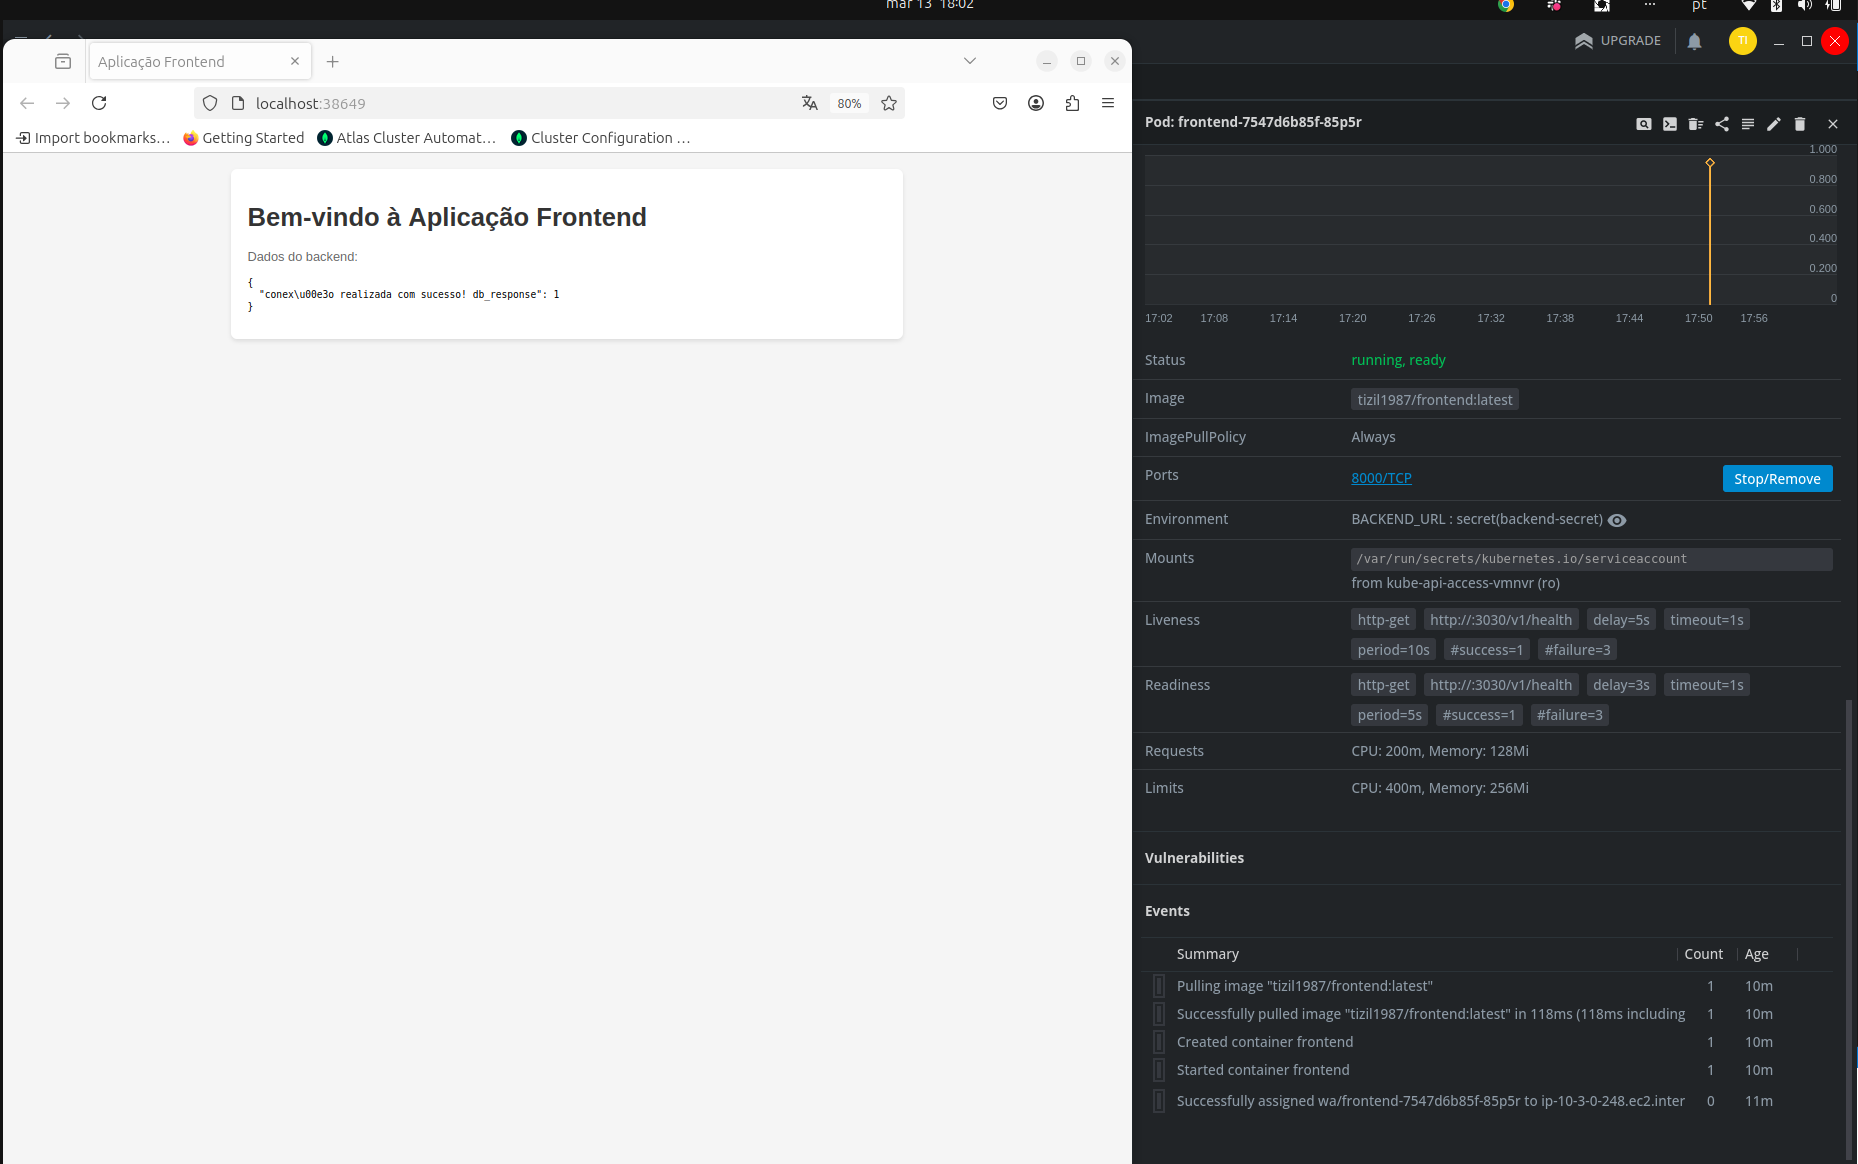 mar 13 18:02
pt
UPGRADE
TI
Aplicação Frontend
localhost:38649
80%
Import bookmarks…
Getting Started
Atlas Cluster Automat…
Cluster Configuration …
Bem-vindo à Aplicação Frontend
Dados do backend:
{
"conex\u00e3o realizada com sucesso! db_response": 1
}
Pod: frontend-7547d6b85f-85p5r
1.000
0.800
0.600
0.400
0.200
0
17:02 17:08 17:14 17:20 17:26 17:32 17:38 17:44 17:50 17:56
Status running, ready
Image tizil1987/frontend:latest
ImagePullPolicy Always
Ports 8000/TCP Stop/Remove
Environment BACKEND_URL : secret(backend-secret)
Mounts /var/run/secrets/kubernetes.io/serviceaccount
from kube-api-access-vmnvr (ro)
Liveness http-get http://:3030/v1/health delay=5s timeout=1s
period=10s #success=1 #failure=3
Readiness http-get http://:3030/v1/health delay=3s timeout=1s
period=5s #success=1 #failure=3
Requests CPU: 200m, Memory: 128Mi
Limits CPU: 400m, Memory: 256Mi
Vulnerabilities
Events
Summary Count Age
Pulling image "tizil1987/frontend:latest" 1 10m
Successfully pulled image "tizil1987/frontend:latest" in 118ms (118ms including 1 10m
Created container frontend 1 10m
Started container frontend 1 10m
Successfully assigned wa/frontend-7547d6b85f-85p5r to ip-10-3-0-248.ec2.inter 0 11m